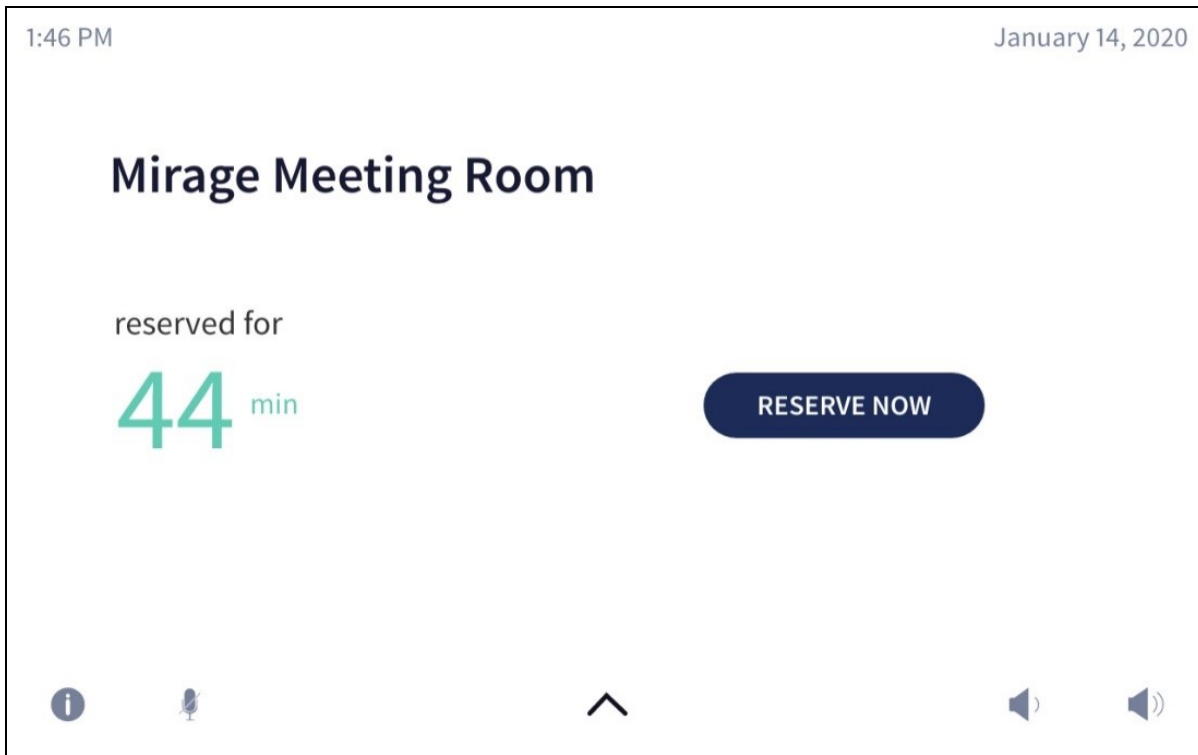 1:46 PM
January 14, 2020
Mirage Meeting Room
reserved for
44 min
RESERVE NOW